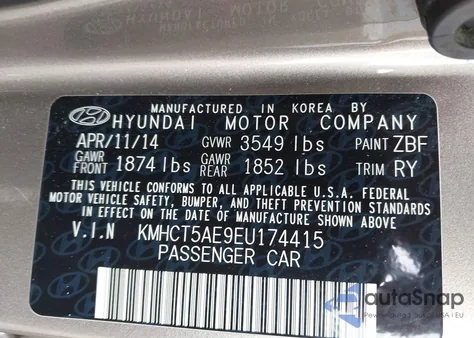 MANUFACTURED IN KOREA BY
HYUNDAI MOTOR COMPANY
APR/11/14 GVWR 3549 lbs PAINT ZBF
GAWR FRONT 1874 lbs GAWR REAR 1852 lbs TRIM RY
THIS VEHICLE CONFORMS TO ALL APPLICABLE U.S.A. FEDERAL
MOTOR VEHICLE SAFETY, BUMPER, AND THEFT PREVENTION STANDARDS
IN EFFECT ON THE DATE OF MANUFACTURE SHOWN ABOVE.
V.I.N KMHCT5AE9EU174415
PASSENGER CAR
autoSnap